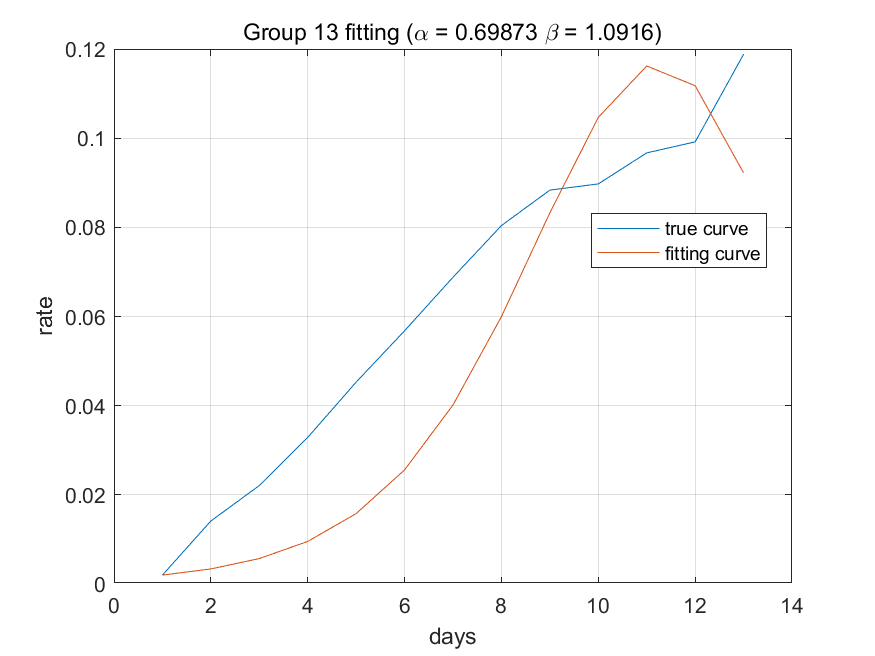 Group 13 fitting (α = 0.69873 β = 1.0916)
0.12
0.1
0.08
0.06
0.04
0.02
0
rate
true curve
fitting curve
0 2 4 6 8 10 12 14
days